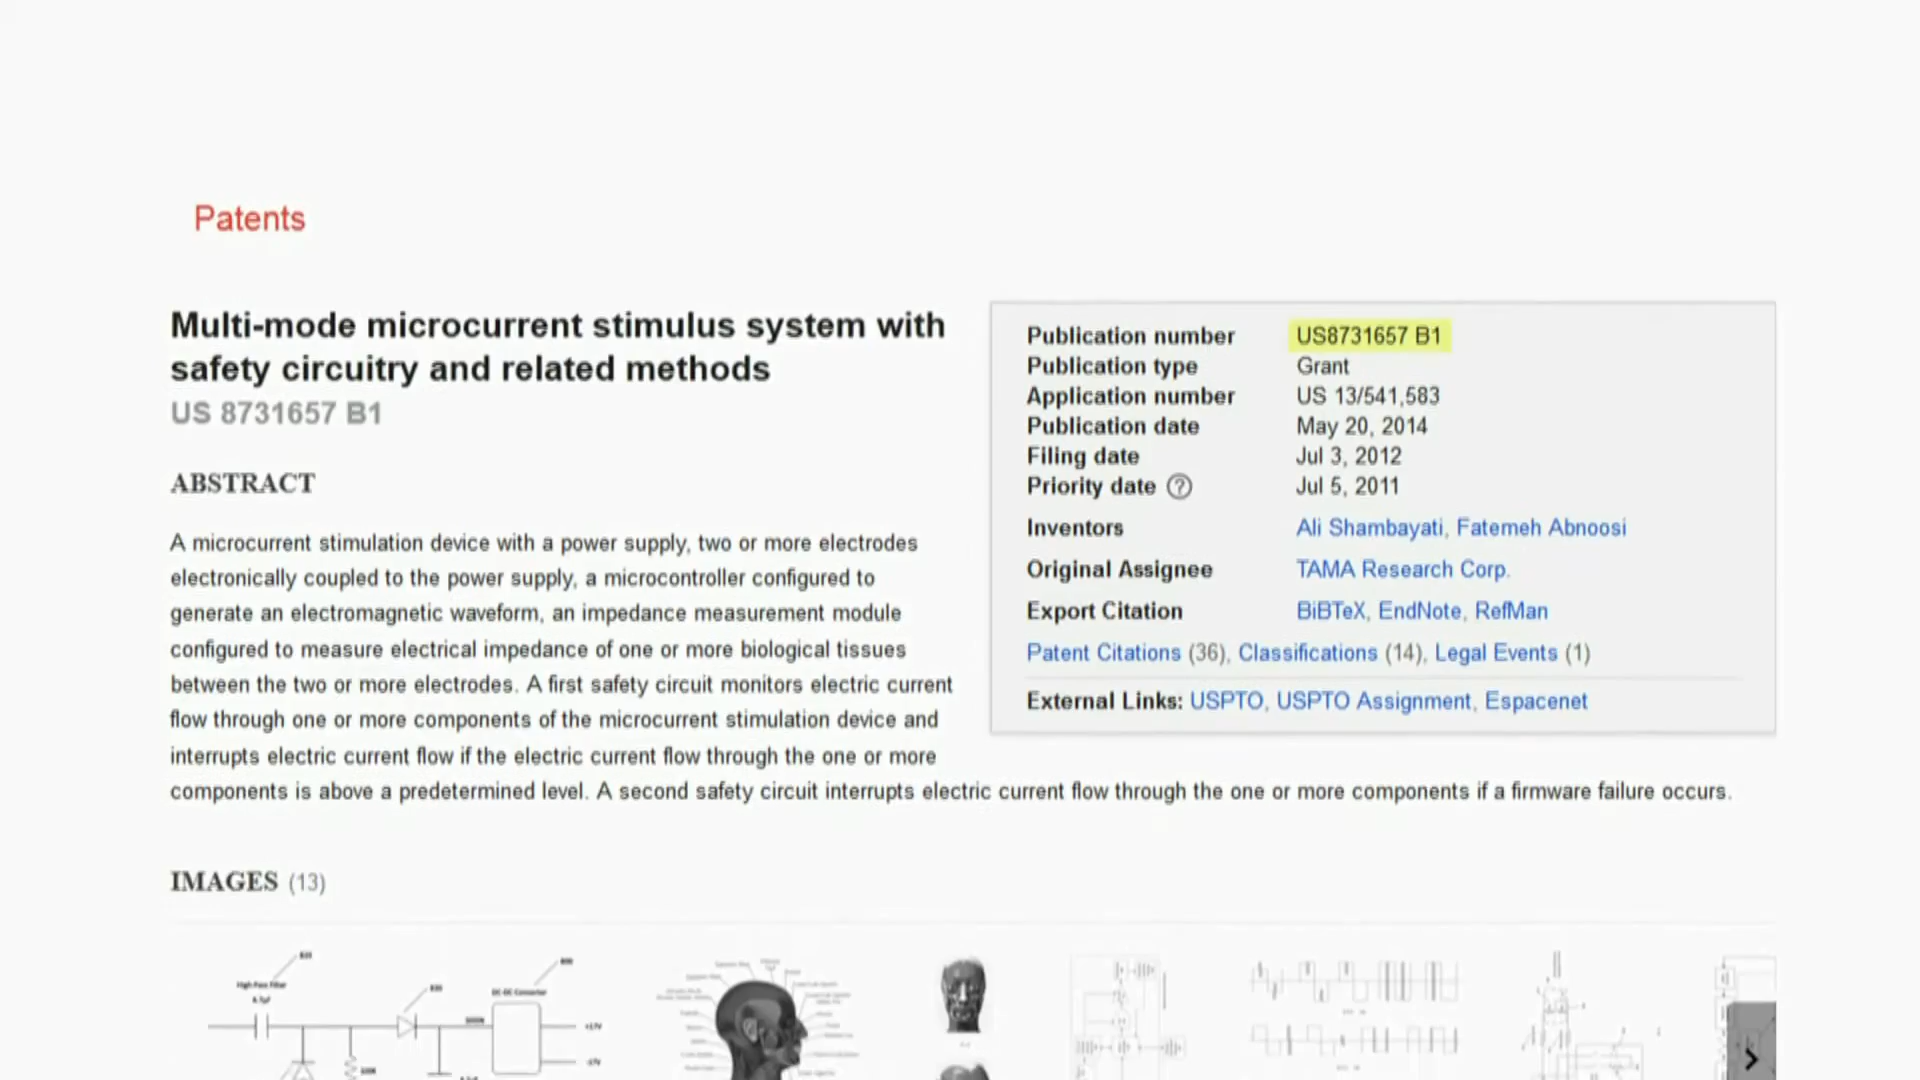 Patents
Multi-mode microcurrent stimulus system with
safety circuitry and related methods
US 8731657 B1
ABSTRACT
A microcurrent stimulation device with a power supply, two or more electrodes
electronically coupled to the power supply, a microcontroller configured to
generate an electromagnetic waveform, an impedance measurement module
configured to measure electrical impedance of one or more biological tissues
between the two or more electrodes. A first safety circuit monitors electric current
flow through one or more components of the microcurrent stimulation device and
interrupts electric current flow if the electric current flow through the one or more
components is above a predetermined level. A second safety circuit interrupts electric current flow through the one or more components if a firmware failure occurs.
Publication number US8731657 B1
Publication type Grant
Application number US 13/541,583
Publication date May 20, 2014
Filing date Jul 3, 2012
Priority date ? Jul 5, 2011
Inventors Ali Shambayati, Fatemeh Abnoosi
Original Assignee TAMA Research Corp.
Export Citation BiBTeX, EndNote, RefMan
Patent Citations (36), Classifications (14), Legal Events (1)
External Links: USPTO, USPTO Assignment, Espacenet
IMAGES (13)
High Pass Filter
DC-DC Converter